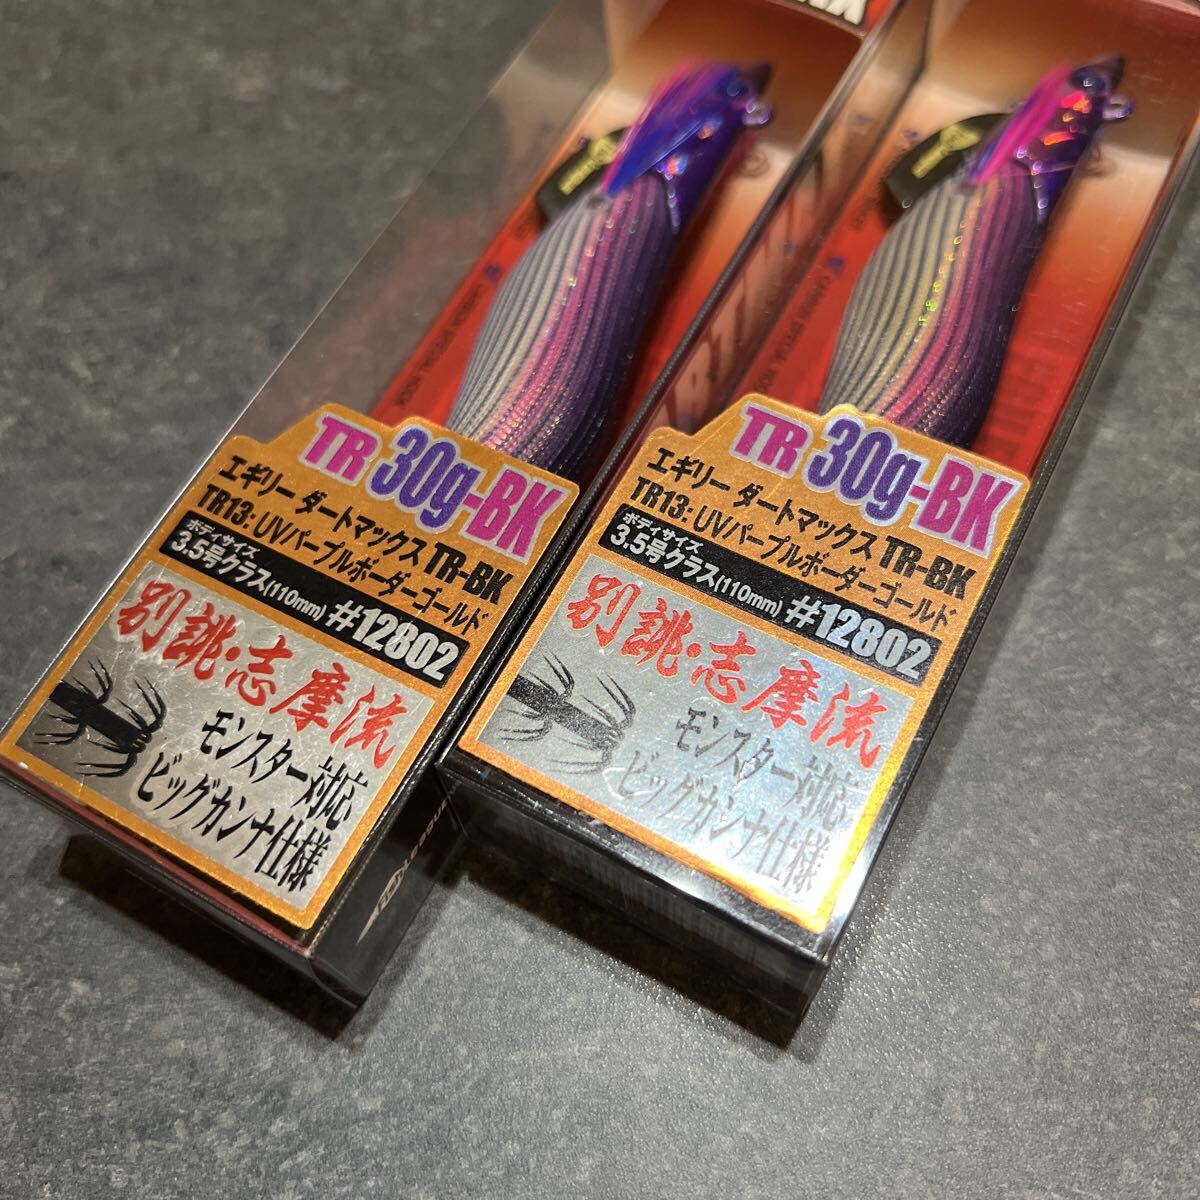 TR 30g-BK
エギリー ダートマックス TR-BK
TR13: UVパープルボーダーゴールド
ボディサイズ
3.5号クラス(110mm) #12802
別誂・志摩流
モンスター対応
ビッグカンナ仕様
CARBON SPECIAL HOOK
TR 30g-BK
エギリー ダートマックス TR-BK
TR13: UVパープルボーダーゴールド
ボディサイズ
3.5号クラス(110mm) #12802
別誂・志摩流
モンスター対応
ビッグカンナ仕様
CARBON SPECIAL HOOK